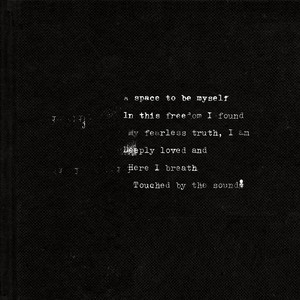 A space to be myself
In this freedom I found
My fearless truth, I am
Deeply loved and
Here I breath
Touched by the sound